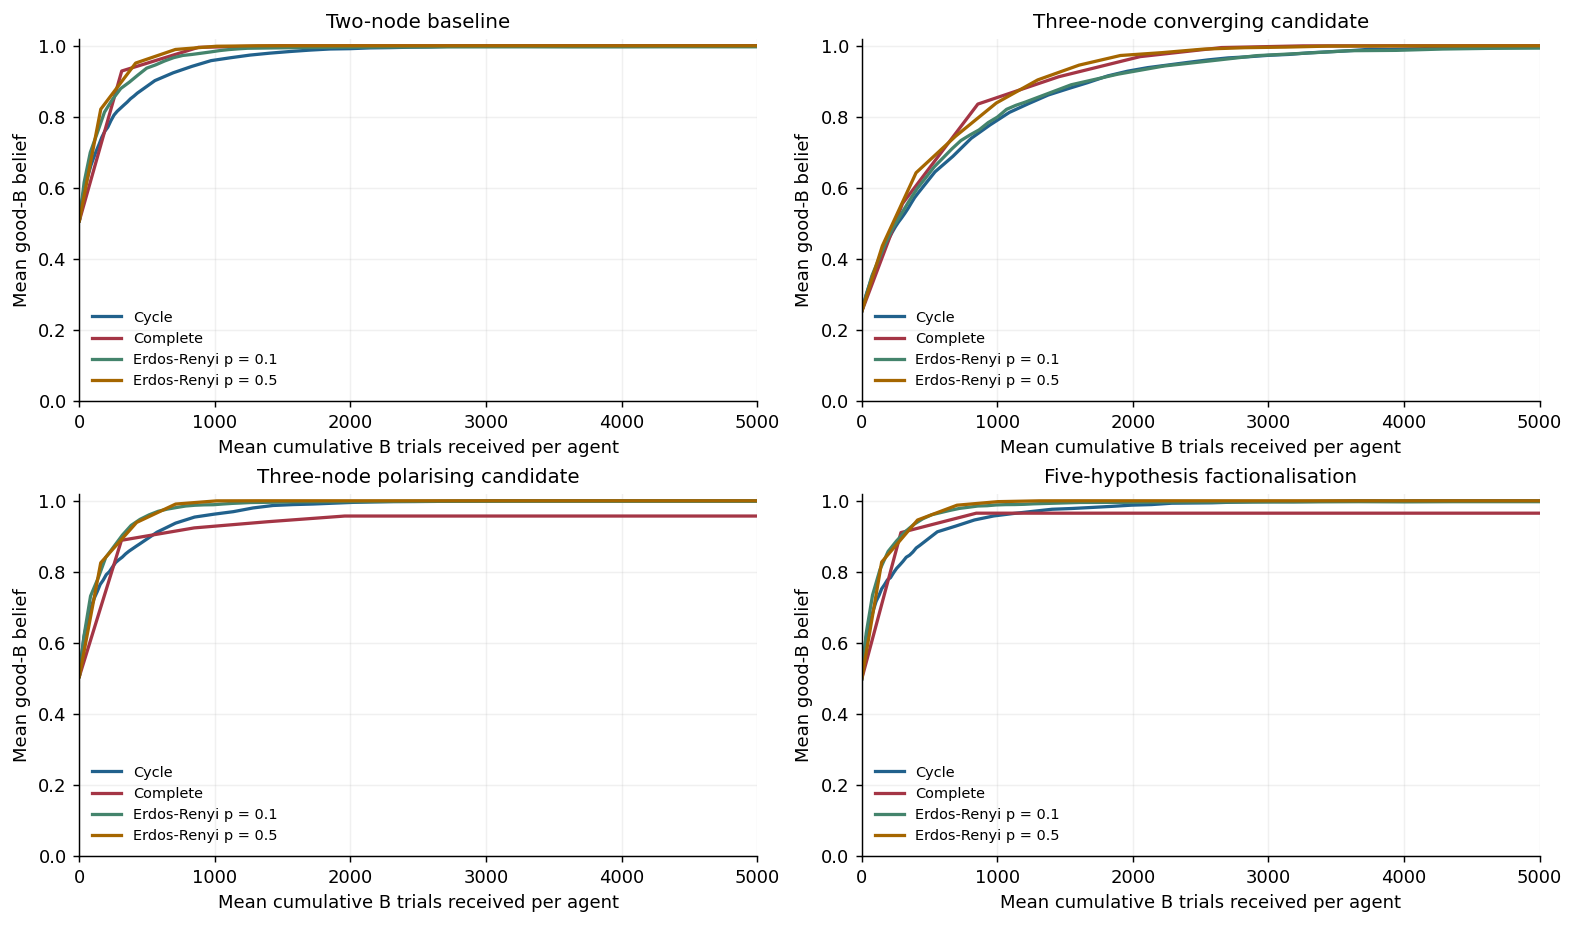 Two-node baseline
Mean good-B belief
1.0
0.8
0.6
0.4
0.2
0.0
Cycle
Complete
Erdos-Renyi p = 0.1
Erdos-Renyi p = 0.5
0 1000 2000 3000 4000 5000
Mean cumulative B trials received per agent
Three-node converging candidate
Mean good-B belief
1.0
0.8
0.6
0.4
0.2
0.0
Cycle
Complete
Erdos-Renyi p = 0.1
Erdos-Renyi p = 0.5
0 1000 2000 3000 4000 5000
Mean cumulative B trials received per agent
Three-node polarising candidate
Mean good-B belief
1.0
0.8
0.6
0.4
0.2
0.0
Cycle
Complete
Erdos-Renyi p = 0.1
Erdos-Renyi p = 0.5
0 1000 2000 3000 4000 5000
Mean cumulative B trials received per agent
Five-hypothesis factionalisation
Mean good-B belief
1.0
0.8
0.6
0.4
0.2
0.0
Cycle
Complete
Erdos-Renyi p = 0.1
Erdos-Renyi p = 0.5
0 1000 2000 3000 4000 5000
Mean cumulative B trials received per agent